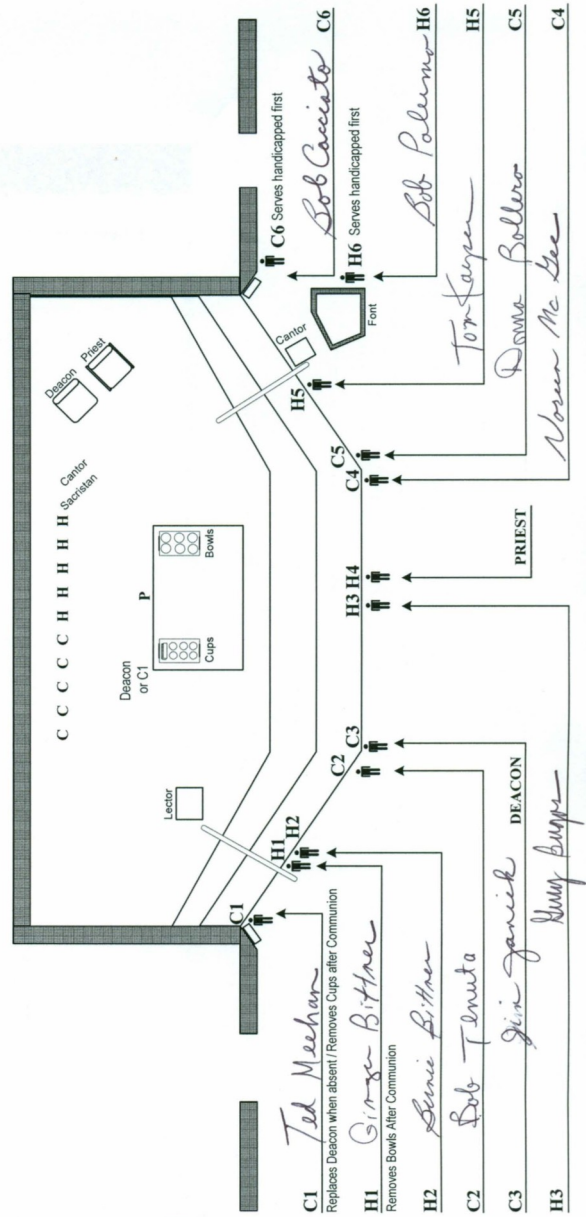 C C C C C H H H H H H
Cantor
Sacristan
Deacon
Priest
P
Deacon
or C1
Cups
Bowls
Lector
Cantor
Font
C1
H1
H2
C2
C3
H3 H4
C4
C5
H5
C6 Serves handicapped first
H6 Serves handicapped first
C1 Ted Meehan
Replaces Deacon when absent / Removes Cups after Communion
H1 Ginger Bittner
Removes Bowls After Communion
H2 Bernie Bittner
C2 Bob Tenuta
C3 Jim Janick DEACON
H3
PRIEST
Bob Cacciato C6
Bob Palermo H6
Tom Kayser H5
Donna Bollero C5
Noreen Mc Gee C4